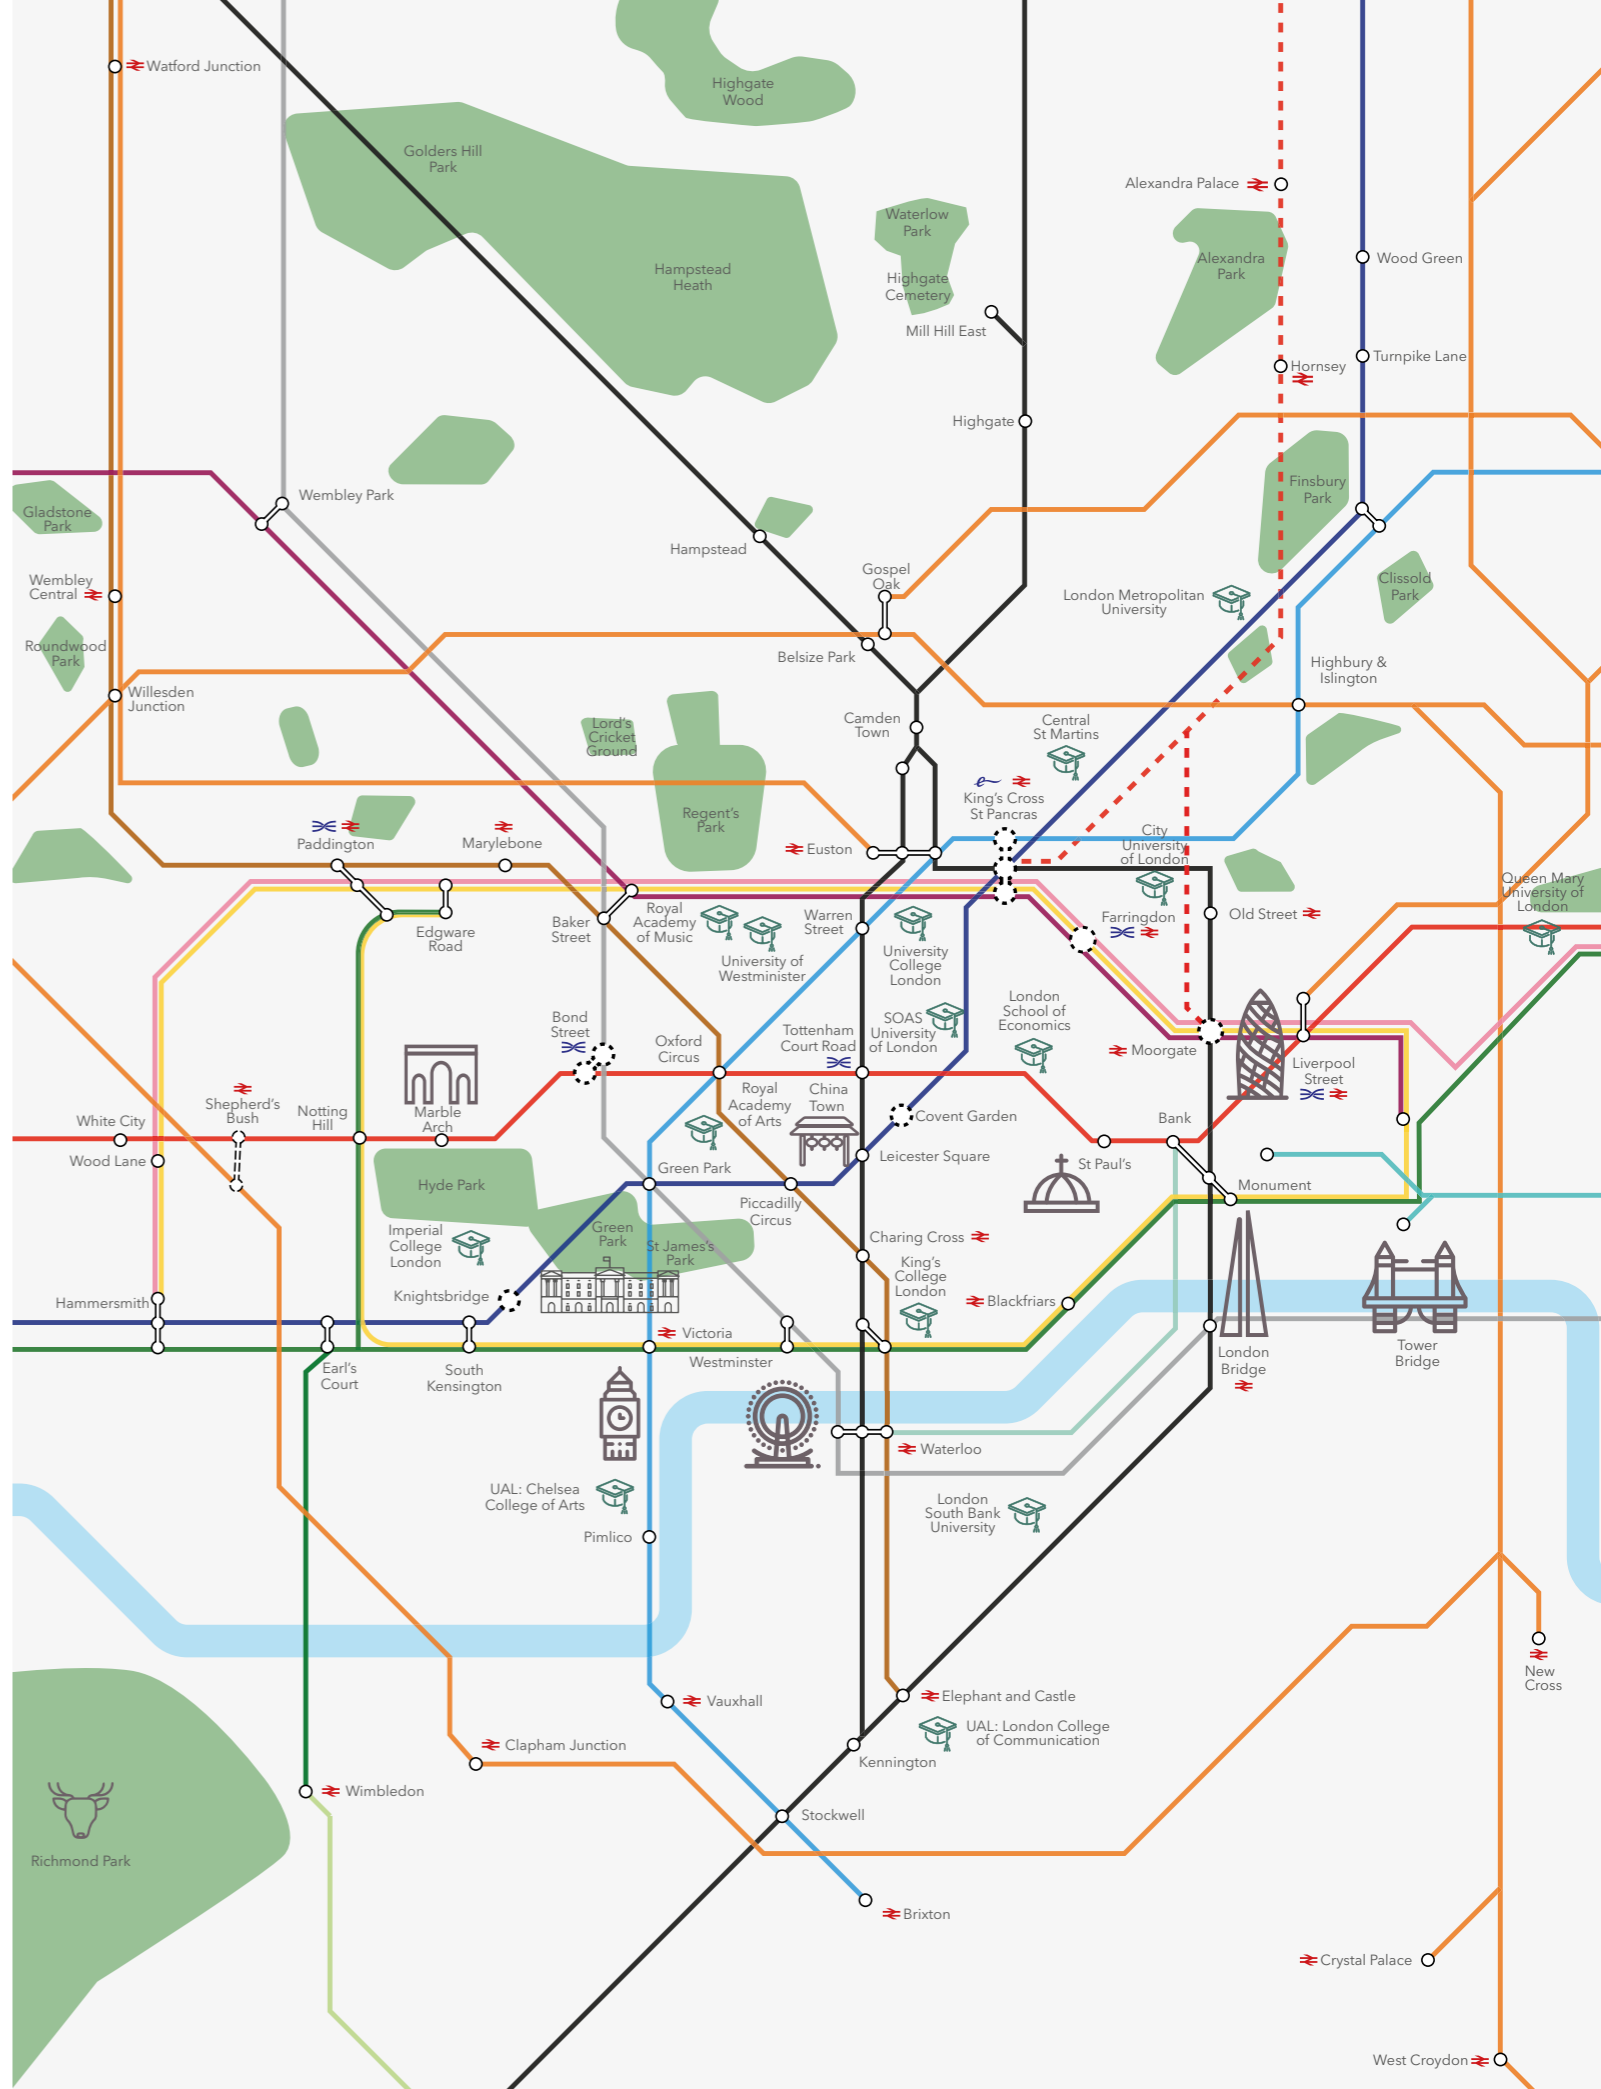 Watford Junction
Highgate
Wood
Golders Hill
Park
Hampstead
Heath
Waterlow
Park
Highgate
Cemetery
Mill Hill East
Alexandra Palace
Alexandra
Park
Wood Green
Turnpike Lane
Hornsey
Highgate
Wembley Park
Gladstone
Park
Finsbury
Park
Hampstead
Gospel
Oak
Wembley
Central
London Metropolitan
University
Clissold
Park
Roundwood
Park
Belsize Park
Highbury &
Islington
Willesden
Junction
Lord's
Cricket
Ground
Camden
Town
Central
St Martins
e
King's Cross
St Pancras
Regent's
Park
Paddington
Marylebone
Euston
City
University
of London
Queen Mary
University of
London
Edgware
Road
Baker
Street
Royal
Academy
of Music
University of
Westminister
Warren
Street
University
College
London
Farringdon
Old Street
Bond
Street
Oxford
Circus
Tottenham
Court Road
SOAS
University
of London
London
School of
Economics
Moorgate
Liverpool
Street
White City
Shepherd's
Bush
Notting
Hill
Marble
Arch
Royal
Academy
of Arts
China
Town
Covent Garden
Bank
Wood Lane
Green Park
Leicester Square
St Paul's
Monument
Hyde Park
Piccadilly
Circus
Imperial
College
London
Green
Park
St James's
Park
Charing Cross
King's
College
London
Knightsbridge
Blackfriars
Hammersmith
Victoria
Westminster
Earl's
Court
South
Kensington
London
Bridge
Tower
Bridge
Waterloo
UAL: Chelsea
College of Arts
London
South Bank
University
Pimlico
New
Cross
Vauxhall
Elephant and Castle
UAL: London College
of Communication
Clapham Junction
Kennington
Wimbledon
Stockwell
Richmond Park
Brixton
Crystal Palace
West Croydon